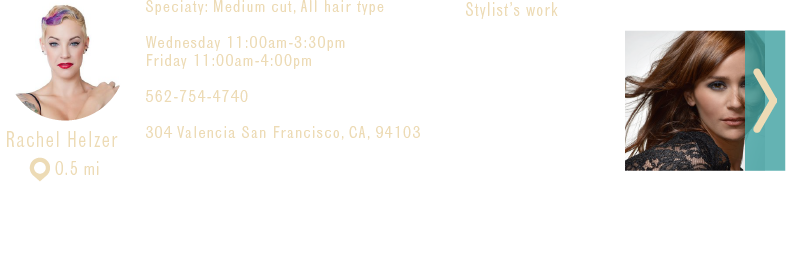 Speciaty: Medium cut, All hair type
Stylist's work
Wednesday 11:00am-3:30pm
Friday 11:00am-4:00pm
562-754-4740
304 Valencia San Francisco, CA, 94103
Rachel Helzer
0.5 mi